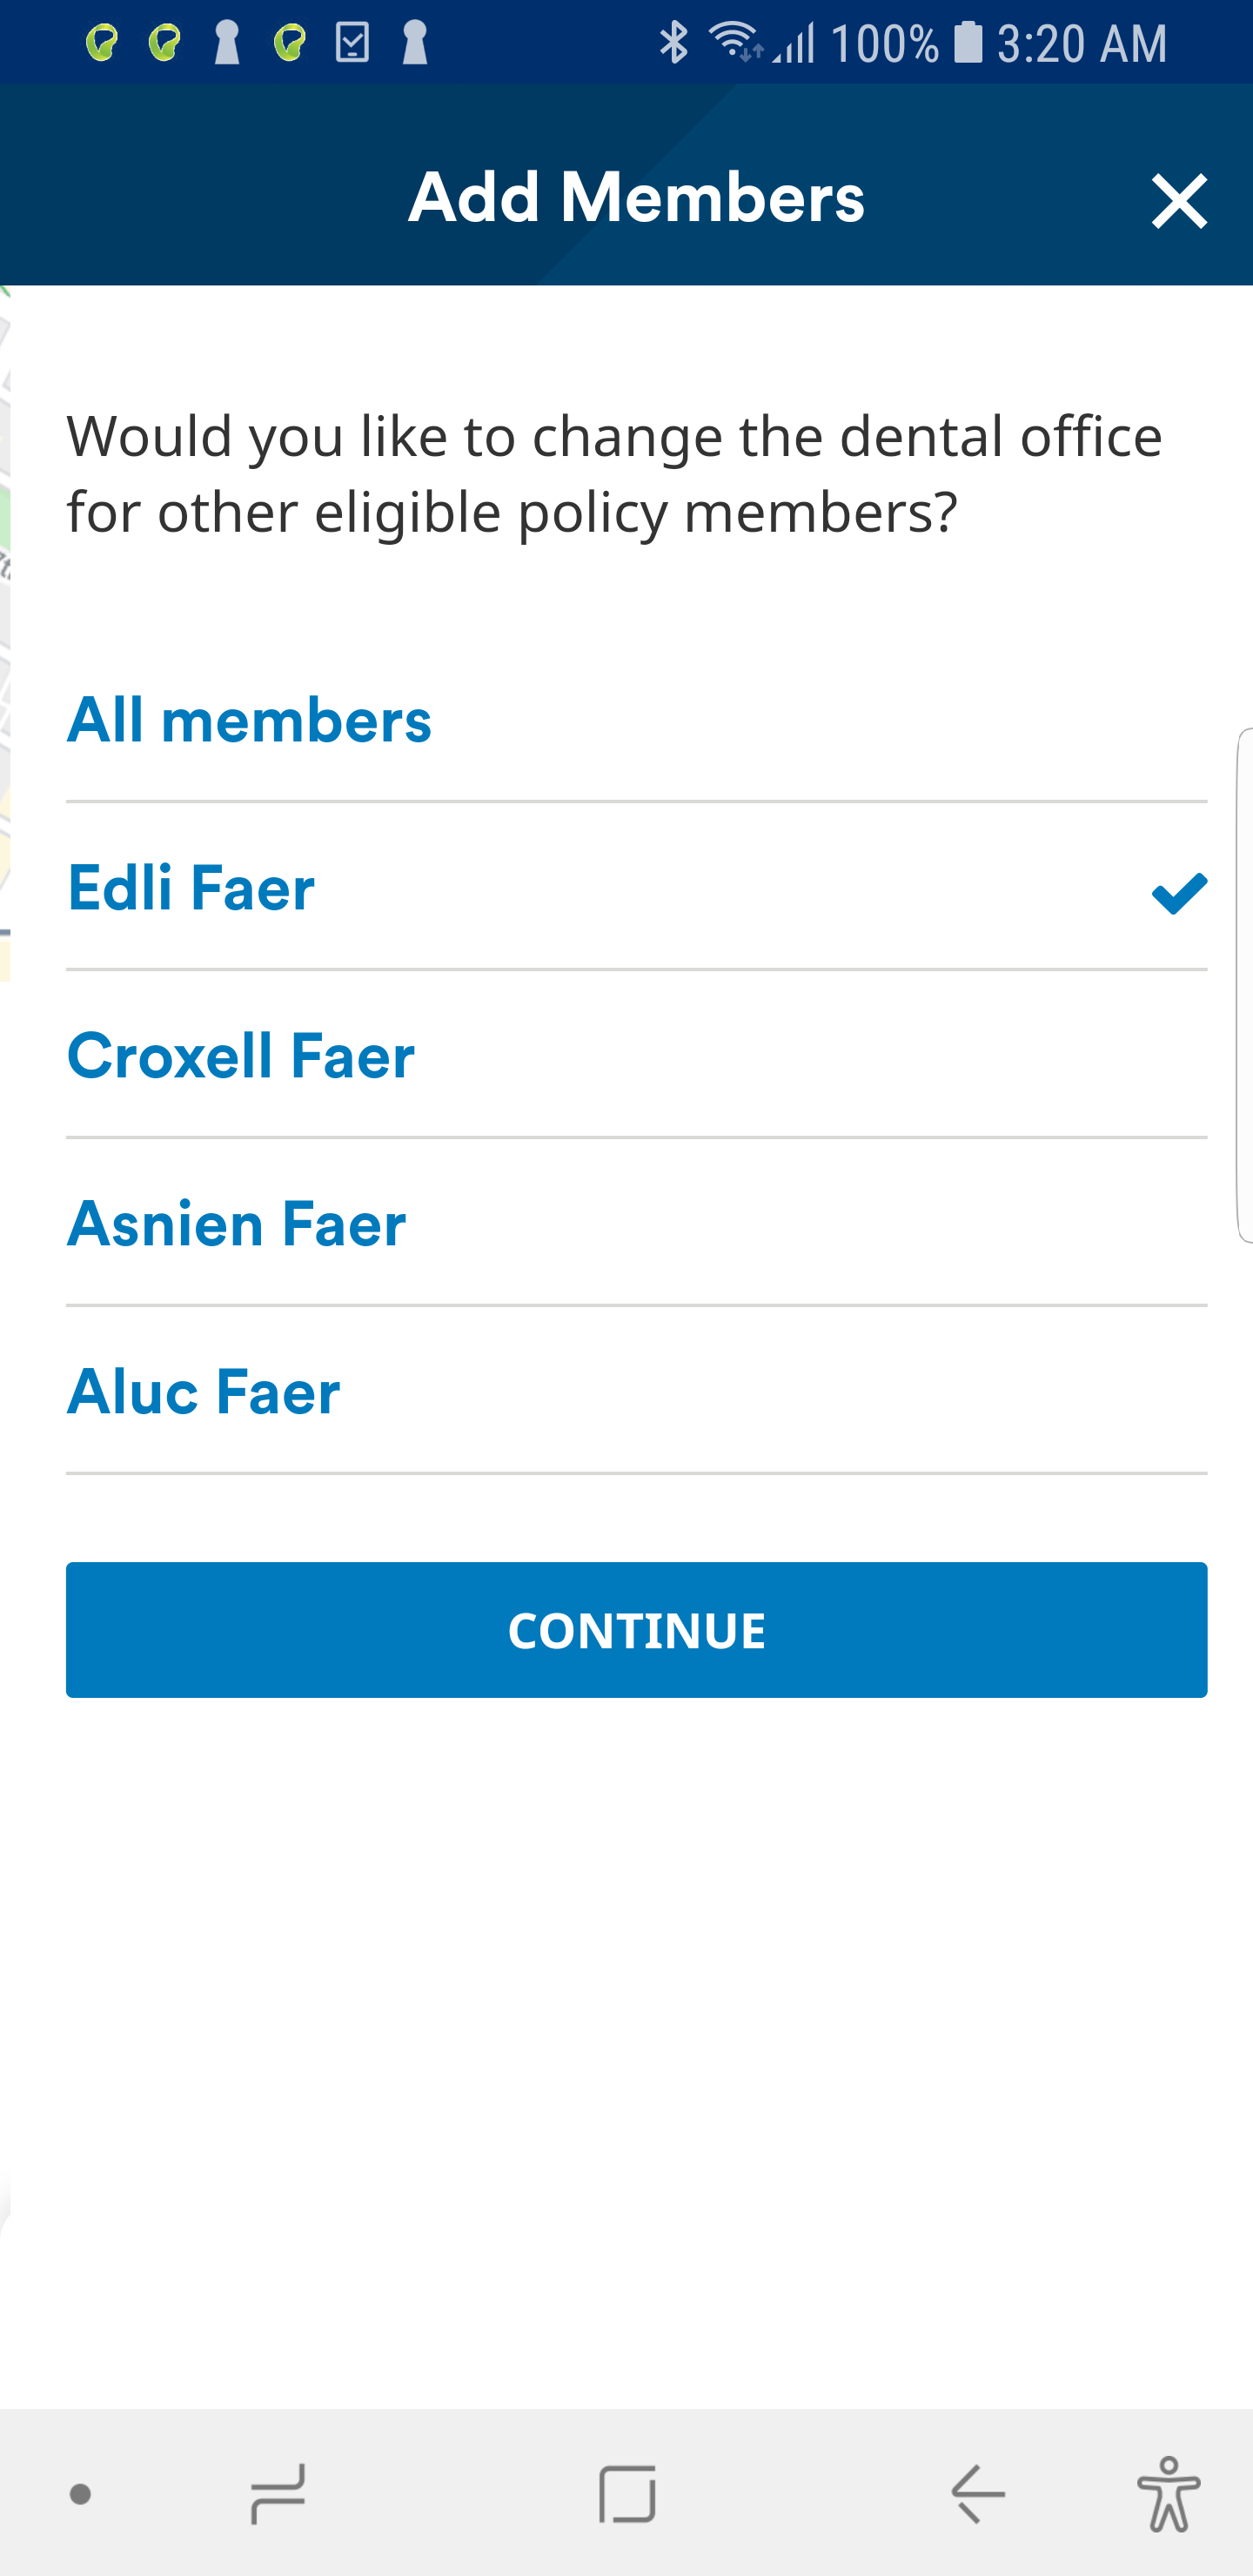 100% 3:20 AM
Add Members
Would you like to change the dental office
for other eligible policy members?
All members
Edli Faer
Croxell Faer
Asnien Faer
Aluc Faer
CONTINUE